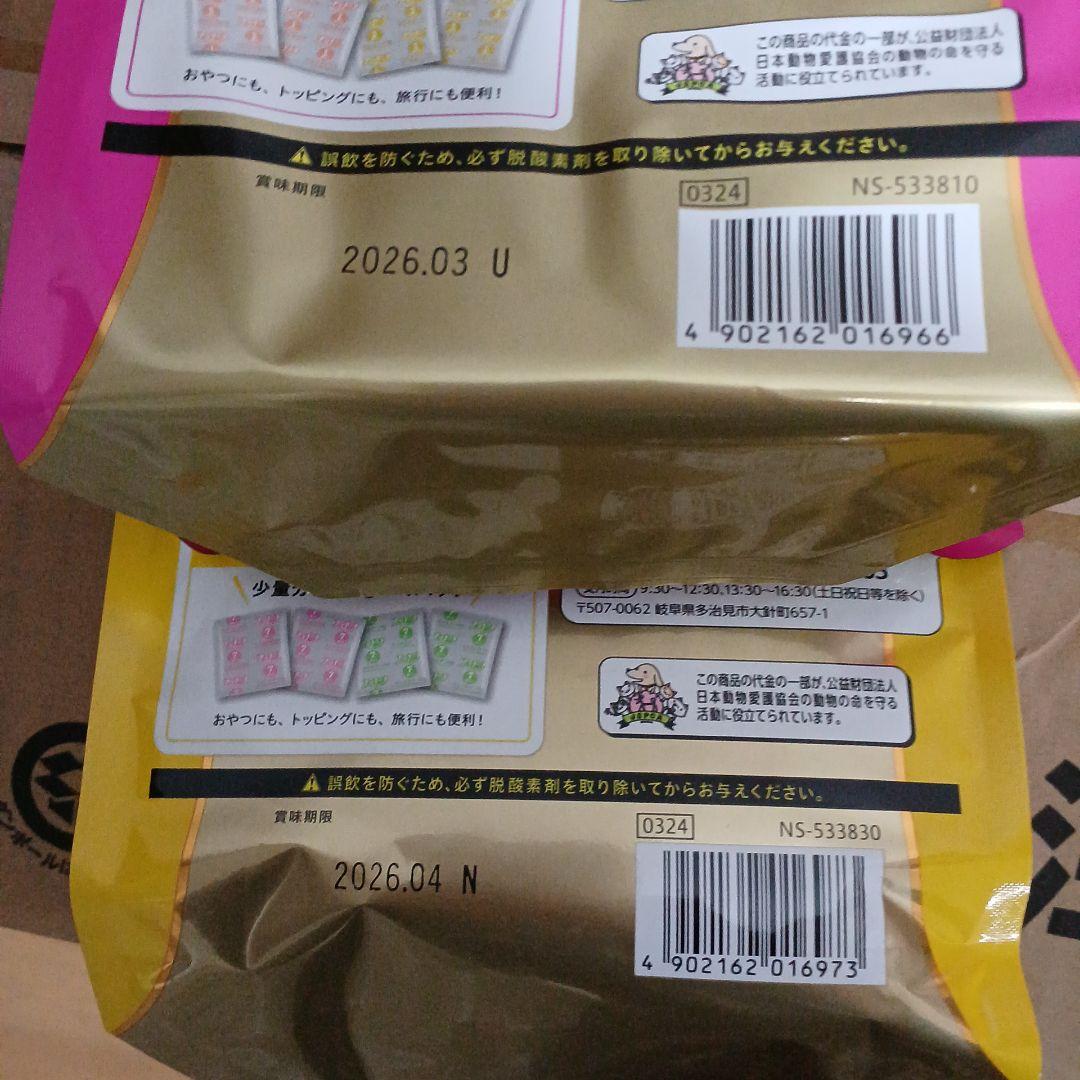 おやつにも、トッピングにも、旅行にも便利!
この商品の代金の一部が、公益財団法人
日本動物愛護協会の動物の命を守る
活動に役立てられています。
JSPCA
誤飲を防ぐため、必ず脱酸素剤を取り除いてからお与えください。
賞味期限
2026.03 U
0324
NS-533810
4 902162 016966
9:30~12:30、13:30~16:30(土日祝日等を除く)
〒507-0062 岐阜県多治見市大針町657-1
おやつにも、トッピングにも、旅行にも便利!
この商品の代金の一部が、公益財団法人
日本動物愛護協会の動物の命を守る
活動に役立てられています。
JSPCA
誤飲を防ぐため、必ず脱酸素剤を取り除いてからお与えください。
賞味期限
2026.04 N
0324
NS-533830
4 902162 016973